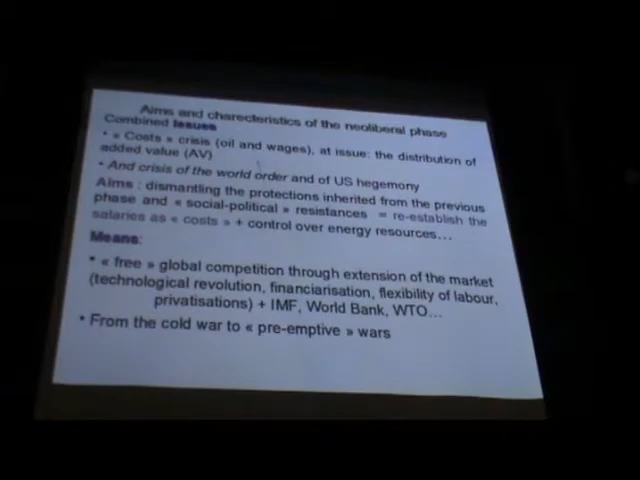 Aims and charecteristics of the neoliberal phase
Combined Issues
• « Costs » crisis (oil and wages), at issue: the distribution of
added value (AV)
• And crisis of the world order and of US hegemony
Aims : dismantling the protections inherited from the previous
phase and « social-political » resistances = re-establish the
salaries as « costs » + control over energy resources…
Means:
• « free » global competition through extension of the market
(technological revolution, financiarisation, flexibility of labour,
privatisations) + IMF, World Bank, WTO…
• From the cold war to « pre-emptive » wars